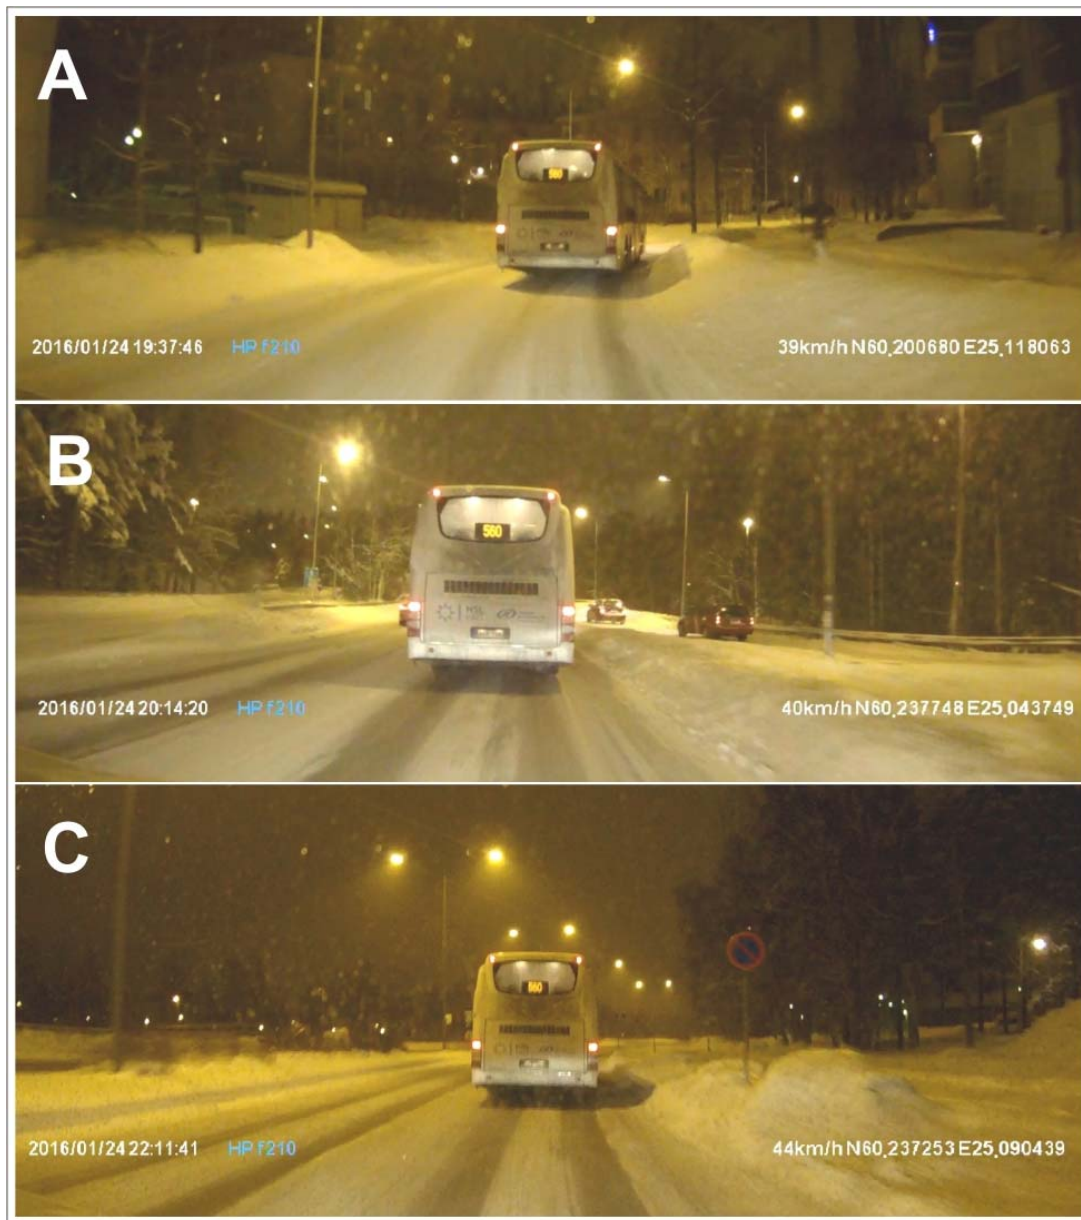 A
560
2016/01/24 19:37:46 HP f210 39km/h N60.200680 E25.118063
B
560
2016/01/24 20:14:20 HP f210 40km/h N60.237748 E25.043749
C
560
2016/01/24 22:11:41 HP f210 44km/h N60.237253 E25.090439